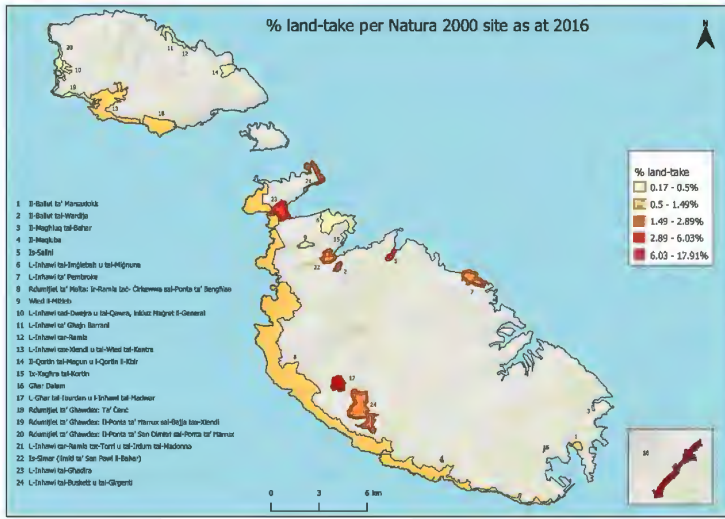 % land-take per Natura 2000 site as at 2016
N
% land-take
0.17 - 0.5%
0.5 - 1.49%
1.49 - 2.89%
2.89 - 6.03%
6.03 - 17.91%
1 Il-Ballut ta' Marsaxlokk
2 Il-Ballut tal-Wardija
3 Il-Magħluq tal-Baħar
4 Il-Maqluba
5 Is-Salini
6 L-Inħawi tal-Imġiebaħ u tal-Miġnuna
7 L-Inħawi ta' Pembroke
8 Rdumijiet ta' Malta: Ir-Ramla taċ- Ċirkewwa sal-Ponta ta' Bengħisa
9 Wied il-Miżieb
10 L-Inħawi tad-Dwejra u tal-Qawra, inkluż Ħaġret il-Ġeneral
11 L-Inħawi ta' Għajn Barrani
12 L-Inħawi tar-Ramla
13 L-Inħawi tax-Xlendi u tal-Wied tal-Kantra
14 Il-Qortin tal-Magun u l-Qortin il-Kbir
15 Ix-Xagħra tal-Kortin
16 Għar Dalam
17 L-Għar tal-Iburdan u l-Inħawi tal-Madwar
18 Rdumijiet ta' Għawdex: Ta' Ċenċ
19 Rdumijiet ta' Għawdex: Il-Ponta ta' Ħarrux sal-Bajja tax-Xlendi
20 Rdumijiet ta' Għawdex: Il-Ponta ta' San Dimitri sal-Ponta ta' Ħarrux
21 L-Inħawi tar-Ramla tat-Torri u tal-Irdum tal-Madonna
22 Is-Simar (limiti ta' San Pawl il-Baħar)
23 L-Inħawi tal-Għadira
24 L-Inħawi tal-Buskett u tal-Girgenti
0 3 6 km